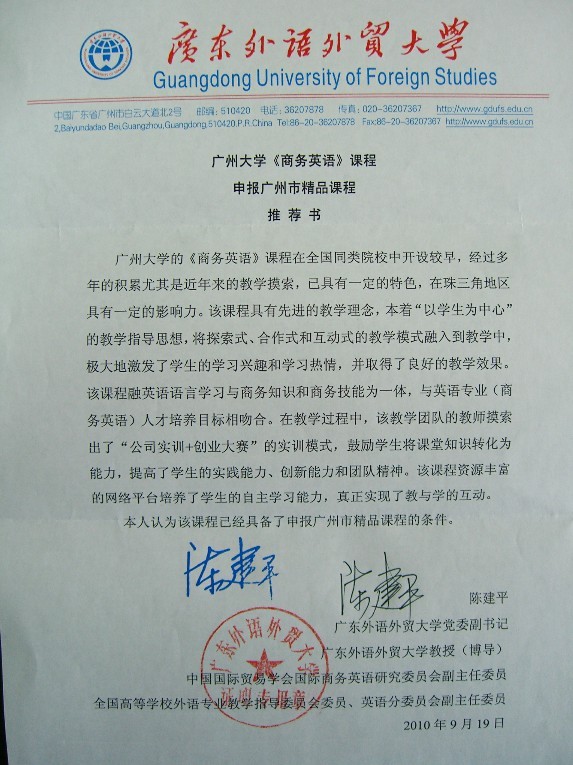 廣东外语外貿大學
Guangdong University of Foreign Studies
中国广东省广州市白云大道北2号 邮编: 510420 电话: 36207878 传真: 020-36207367 http://www.gdufs.edu.cn
2,Baiyundadao Bei,Guangzhou,Guangdong,510420,P.R.China Tel:86-20-36207878 Fax:86-20-36207367 http://www.gdufs.edu.cn
广州大学《商务英语》课程
申报广州市精品课程
推 荐 书
广州大学的《商务英语》课程在全国同类院校中开设较早，经过多
年的积累尤其是近年来的教学摸索，已具有一定的特色，在珠三角地区
具有一定的影响力。该课程具有先进的教学理念，本着“以学生为中心”
的教学指导思想，将探索式、合作式和互动式的教学模式融入到教学中，
极大地激发了学生的学习兴趣和学习热情，并取得了良好的教学效果。
该课程融英语语言学习与商务知识和商务技能为一体，与英语专业（商
务英语）人才培养目标相吻合。在教学过程中，该教学团队的教师摸索
出了“公司实训+创业大赛”的实训模式，鼓励学生将课堂知识转化为
能力，提高了学生的实践能力、创新能力和团队精神。该课程资源丰富
的网络平台培养了学生的自主学习能力，真正实现了教与学的互动。
本人认为该课程已经具备了申报广州市精品课程的条件。
陈建平 陈建平
陈建平
广东外语外贸大学党委副书记
广东外语外贸大学教授（博导）
中国国际贸易学会国际商务英语研究委员会副主任委员
全国高等学校外语专业教学指导委员会委员、英语分委员会副主任委员
2010 年 9 月 19 日
广东外语外贸大学